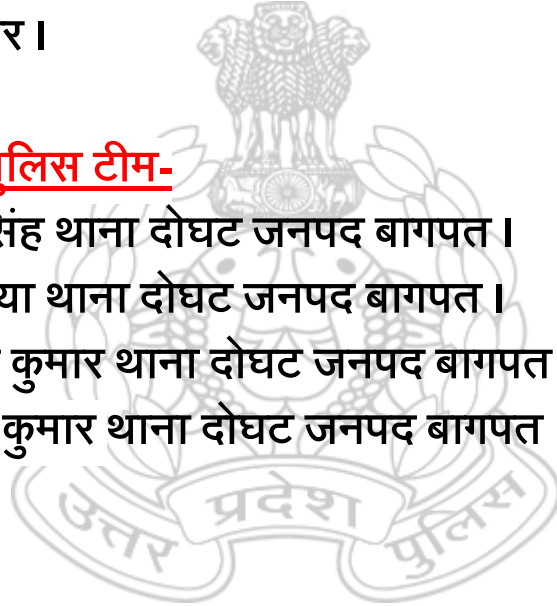 र।
पुलिस टीम-
सिंह थाना दोघट जनपद बागपत।
या थाना दोघट जनपद बागपत।
कुमार थाना दोघट जनपद बागपत
कुमार थाना दोघट जनपद बागपत
उत्तर प्रदेश पुलिस